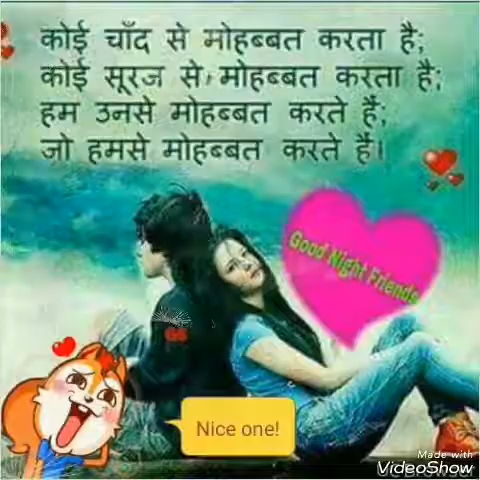 कोई चाँद से मोहब्बत करता है;
कोई सूरज से, मोहब्बत करता है;
हम उनसे मोहब्बत करते हैं;
जो हमसे मोहब्बत करते हैं।
Good Night Friends
Nice one!
Made with
VideoShow